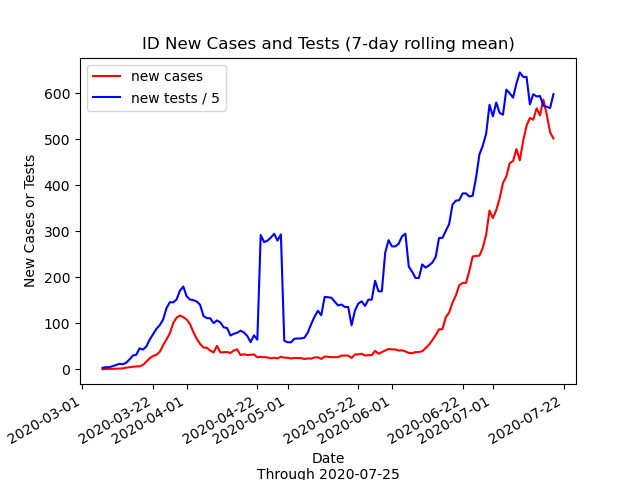 ID New Cases and Tests (7-day rolling mean)
new cases
new tests / 5
New Cases or Tests
600
500
400
300
200
100
0
2020-03-01
2020-03-22
2020-04-01
2020-04-22
2020-05-01
2020-05-22
2020-06-01
2020-06-22
2020-07-01
2020-07-22
Date
Through 2020-07-25